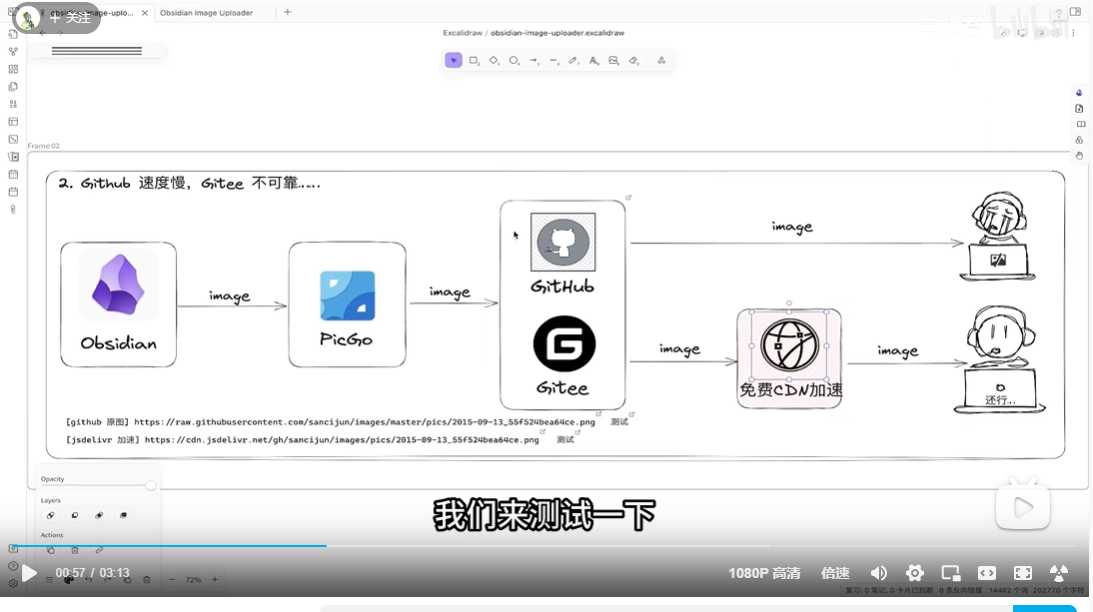 obsidian-image-uplo...
Obsidian Image Uploader
+ 关注
Excalidraw / obsidian-image-uploader.excalidraw
Frame 02
2. Github 速度慢, Gitee 不可靠......
Obsidian
image
PicGo
image
GitHub
Gitee
image
image
免费CDN加速
image
还行...
[github 原图] https://raw.githubusercontent.com/sancijun/images/master/pics/2015-09-13_55f524bea64ce.png 测试
[jsdelivr 加速] https://cdn.jsdelivr.net/gh/sancijun/images/pics/2015-09-13_55f524bea64ce.png 测试
Opacity
Layers
Actions
我们来测试一下
72%
00:57 / 03:13
1080P 高清
倍速